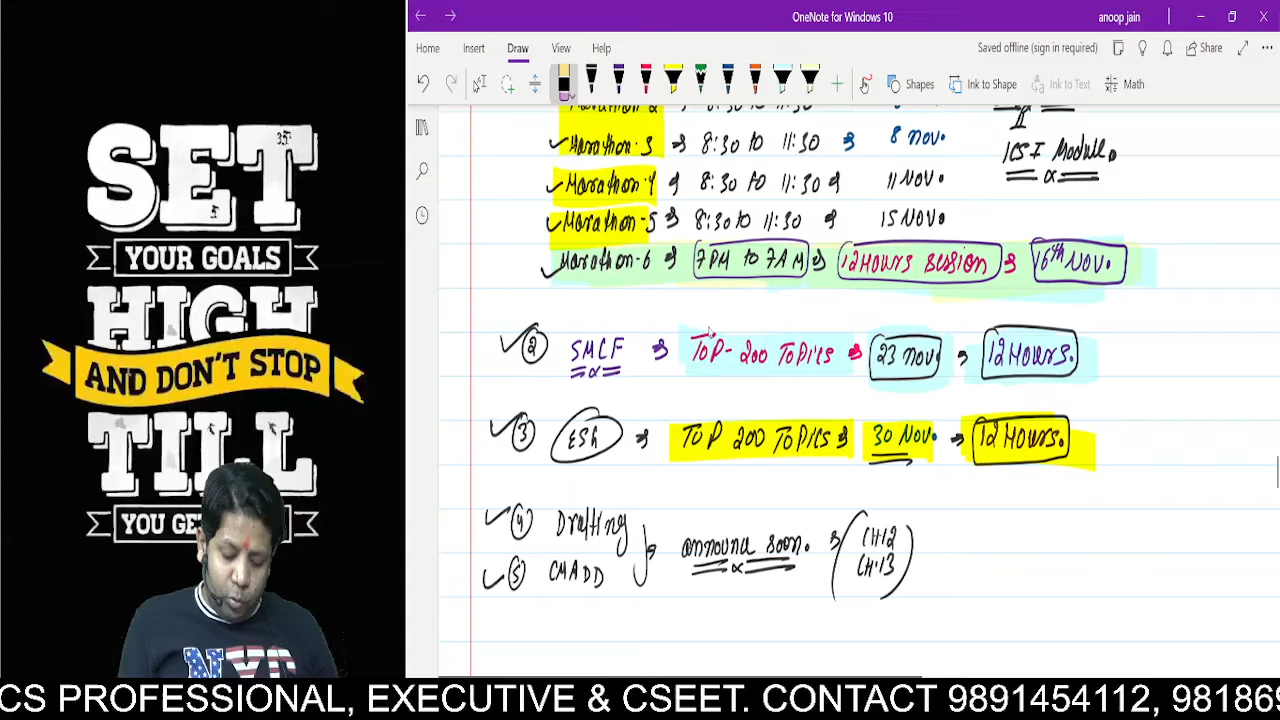 OneNote for Windows 10
anoop jain
Home Insert Draw View Help
Saved offline (sign in required)
Share
Shapes
Ink to Shape
Ink to Text
Math
Marathon-3 ⇒ 8:30 to 11:30 ⇒ 8 Nov.
ICSI Module.
Marathon-4 ⇒ 8:30 to 11:30 ⇒ 11 Nov.
Marathon-5 ⇒ 8:30 to 11:30 ⇒ 15 Nov.
Marathon-6 ⇒ 7PM to 7AM ⇒ 12 Hours session ⇒ 16th Nov.
② SMCF ⇒ ToP-200 ToPics ⇒ 23 Nov ⇒ 12 Hours.
③ ESh ⇒ ToP 200 ToPics ⇒ 30 Nov. ⇒ 12 Hours.
④ Drafting
⑤ CMADD
announce soon. ⇒
CH12
CH.13
SET
YOUR GOALS
HIGH
AND DON'T STOP
TILL
YOU GE
NYC
CS PROFESSIONAL, EXECUTIVE & CSEET. CONTACT 9891454112, 98186